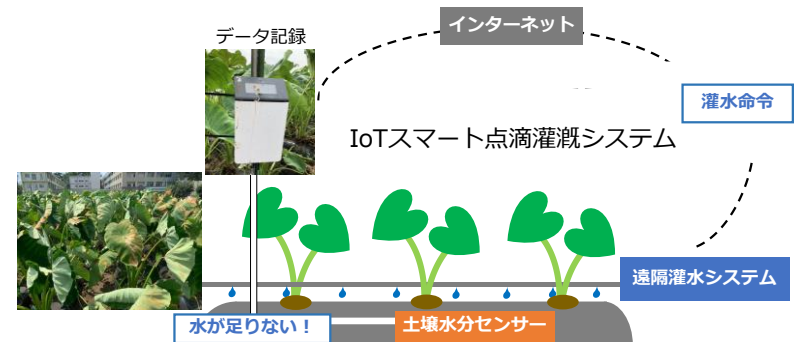 インターネット
データ記録
灌水命令
IoTスマート点滴灌漑システム
遠隔灌水システム
水が足りない！
土壌水分センサー